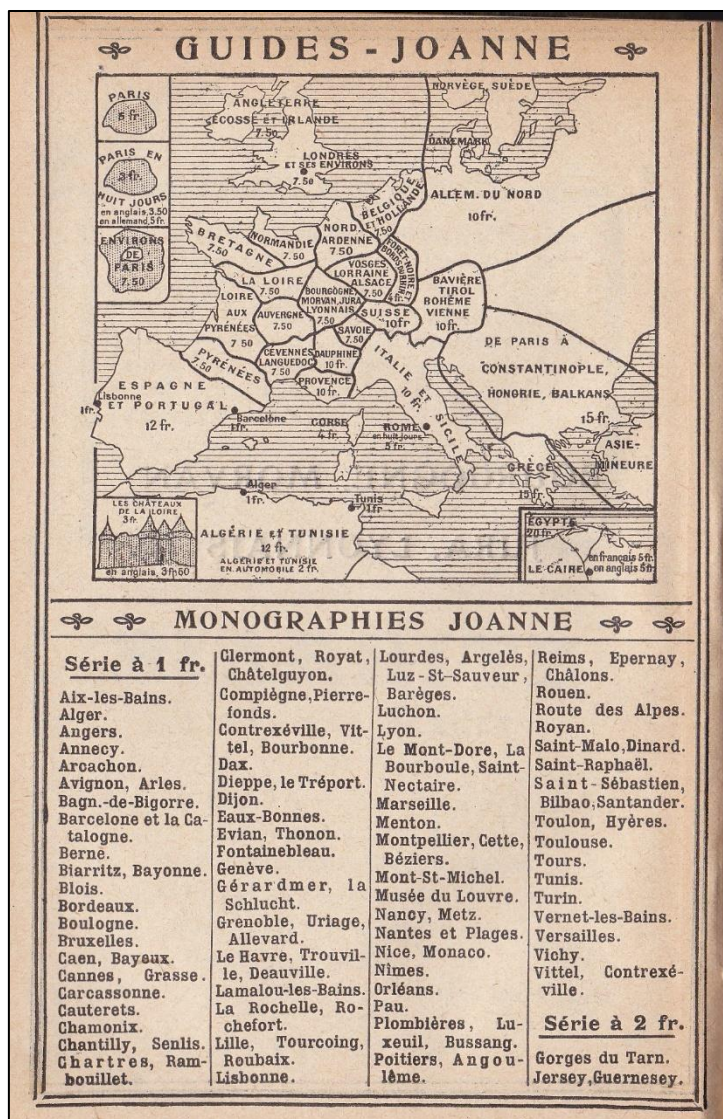 GUIDES-JOANNE
PARIS
5 fr.
PARIS EN
3 fr.
HUIT JOURS
en anglais, 3.50
en allemand, 5 fr.
ENVIRONS
DE
PARIS
7.50
ANGLETERRE
ÉCOSSE ET IRLANDE
7.50
LONDRES
ET SES ENVIRONS
7.50
NORVÈGE, SUÈDE
DANEMARK
ALLEM. DU NORD
10 fr.
BELGIQUE
ET HOLLANDE
7.50
BRETAGNE
7.50
NORMANDIE
7.50
NORD,
ARDENNE
7.50
VOSGES
LORRAINE
ALSACE
7.50
FORÊT-NOIRE ET
BORDS DU RHIN
4 fr.
LA LOIRE
7.50
LOIRE
AUX
PYRÉNÉES
7.50
AUVERGNE
7.50
BOURGOGNE,
MORVAN, JURA
LYONNAIS
7.50
SUISSE
10 fr.
BAVIÈRE
TIROL
BOHÊME
VIENNE
10 fr.
SAVOIE
7.50
CÉVENNES
LANGUEDOC
7.50
DAUPHINÉ
10 fr.
PROVENCE
10 fr.
PYRÉNÉES
7.50
ITALIE ET SICILE
10 fr.
DE PARIS À
CONSTANTINOPLE,
HONGRIE, BALKANS
15 fr.
ESPAGNE
ET PORTUGAL
12 fr.
Lisbonne
1fr.
Barcelone
1fr.
CORSE
4 fr.
ROME
en huit jours
5 fr.
GRÈCE
15 fr.
ASIE-
MINEURE
Alger
1 fr.
Tunis
1 fr
LES CHÂTEAUX
DE LA LOIRE,
3 fr.
en anglais, 3 fr 50
ALGÉRIE ET TUNISIE
12 fr.
ALGÉRIE ET TUNISIE
EN AUTOMOBILE 2 fr.
EGYPTE
20 fr.
LE CAIRE
en français 5 fr.
en anglais 5 fr.
MONOGRAPHIES JOANNE
Série à 1 fr.
Aix-les-Bains.
Alger.
Angers.
Annecy.
Arcachon.
Avignon, Arles.
Bagn.-de-Bigorre.
Barcelone et la Ca-
talogne.
Berne.
Biarritz, Bayonne.
Blois.
Bordeaux.
Boulogne.
Bruxelles.
Caen, Bayeux.
Cannes, Grasse.
Carcassonne.
Cauterets.
Chamonix.
Chantilly, Senlis.
Chartres, Ram-
bouillet.
Clermont, Royat,
Châtelguyon.
Compiègne, Pierre-
fonds.
Contrexéville, Vit-
tel, Bourbonne.
Dax.
Dieppe, le Tréport.
Dijon.
Eaux-Bonnes.
Evian, Thonon.
Fontainebleau.
Genève.
Gérardmer, la
Schlucht.
Grenoble, Uriage,
Allevard.
Le Havre, Trouvil-
le, Deauville.
Lamalou-les-Bains.
La Rochelle, Ro-
chefort.
Lille, Tourcoing,
Roubaix.
Lisbonne.
Lourdes, Argelès,
Luz-St-Sauveur,
Barèges.
Luchon.
Lyon.
Le Mont-Dore, La
Bourboule, Saint-
Nectaire.
Marseille.
Menton.
Montpellier, Cette,
Béziers.
Mont-St-Michel.
Musée du Louvre.
Nancy, Metz.
Nantes et Plages.
Nice, Monaco.
Nîmes.
Orléans.
Pau.
Plombières, Lu-
xeuil, Bussang.
Poitiers, Angou-
lême.
Reims, Epernay,
Châlons.
Rouen.
Route des Alpes.
Royan.
Saint-Malo, Dinard.
Saint-Raphaël.
Saint-Sébastien,
Bilbao, Santander.
Toulon, Hyères.
Toulouse.
Tours.
Tunis.
Turin.
Vernet-les-Bains.
Versailles.
Vichy.
Vittel, Contrexé-
ville.
Série à 2 fr.
Gorges du Tarn.
Jersey, Guernesey.